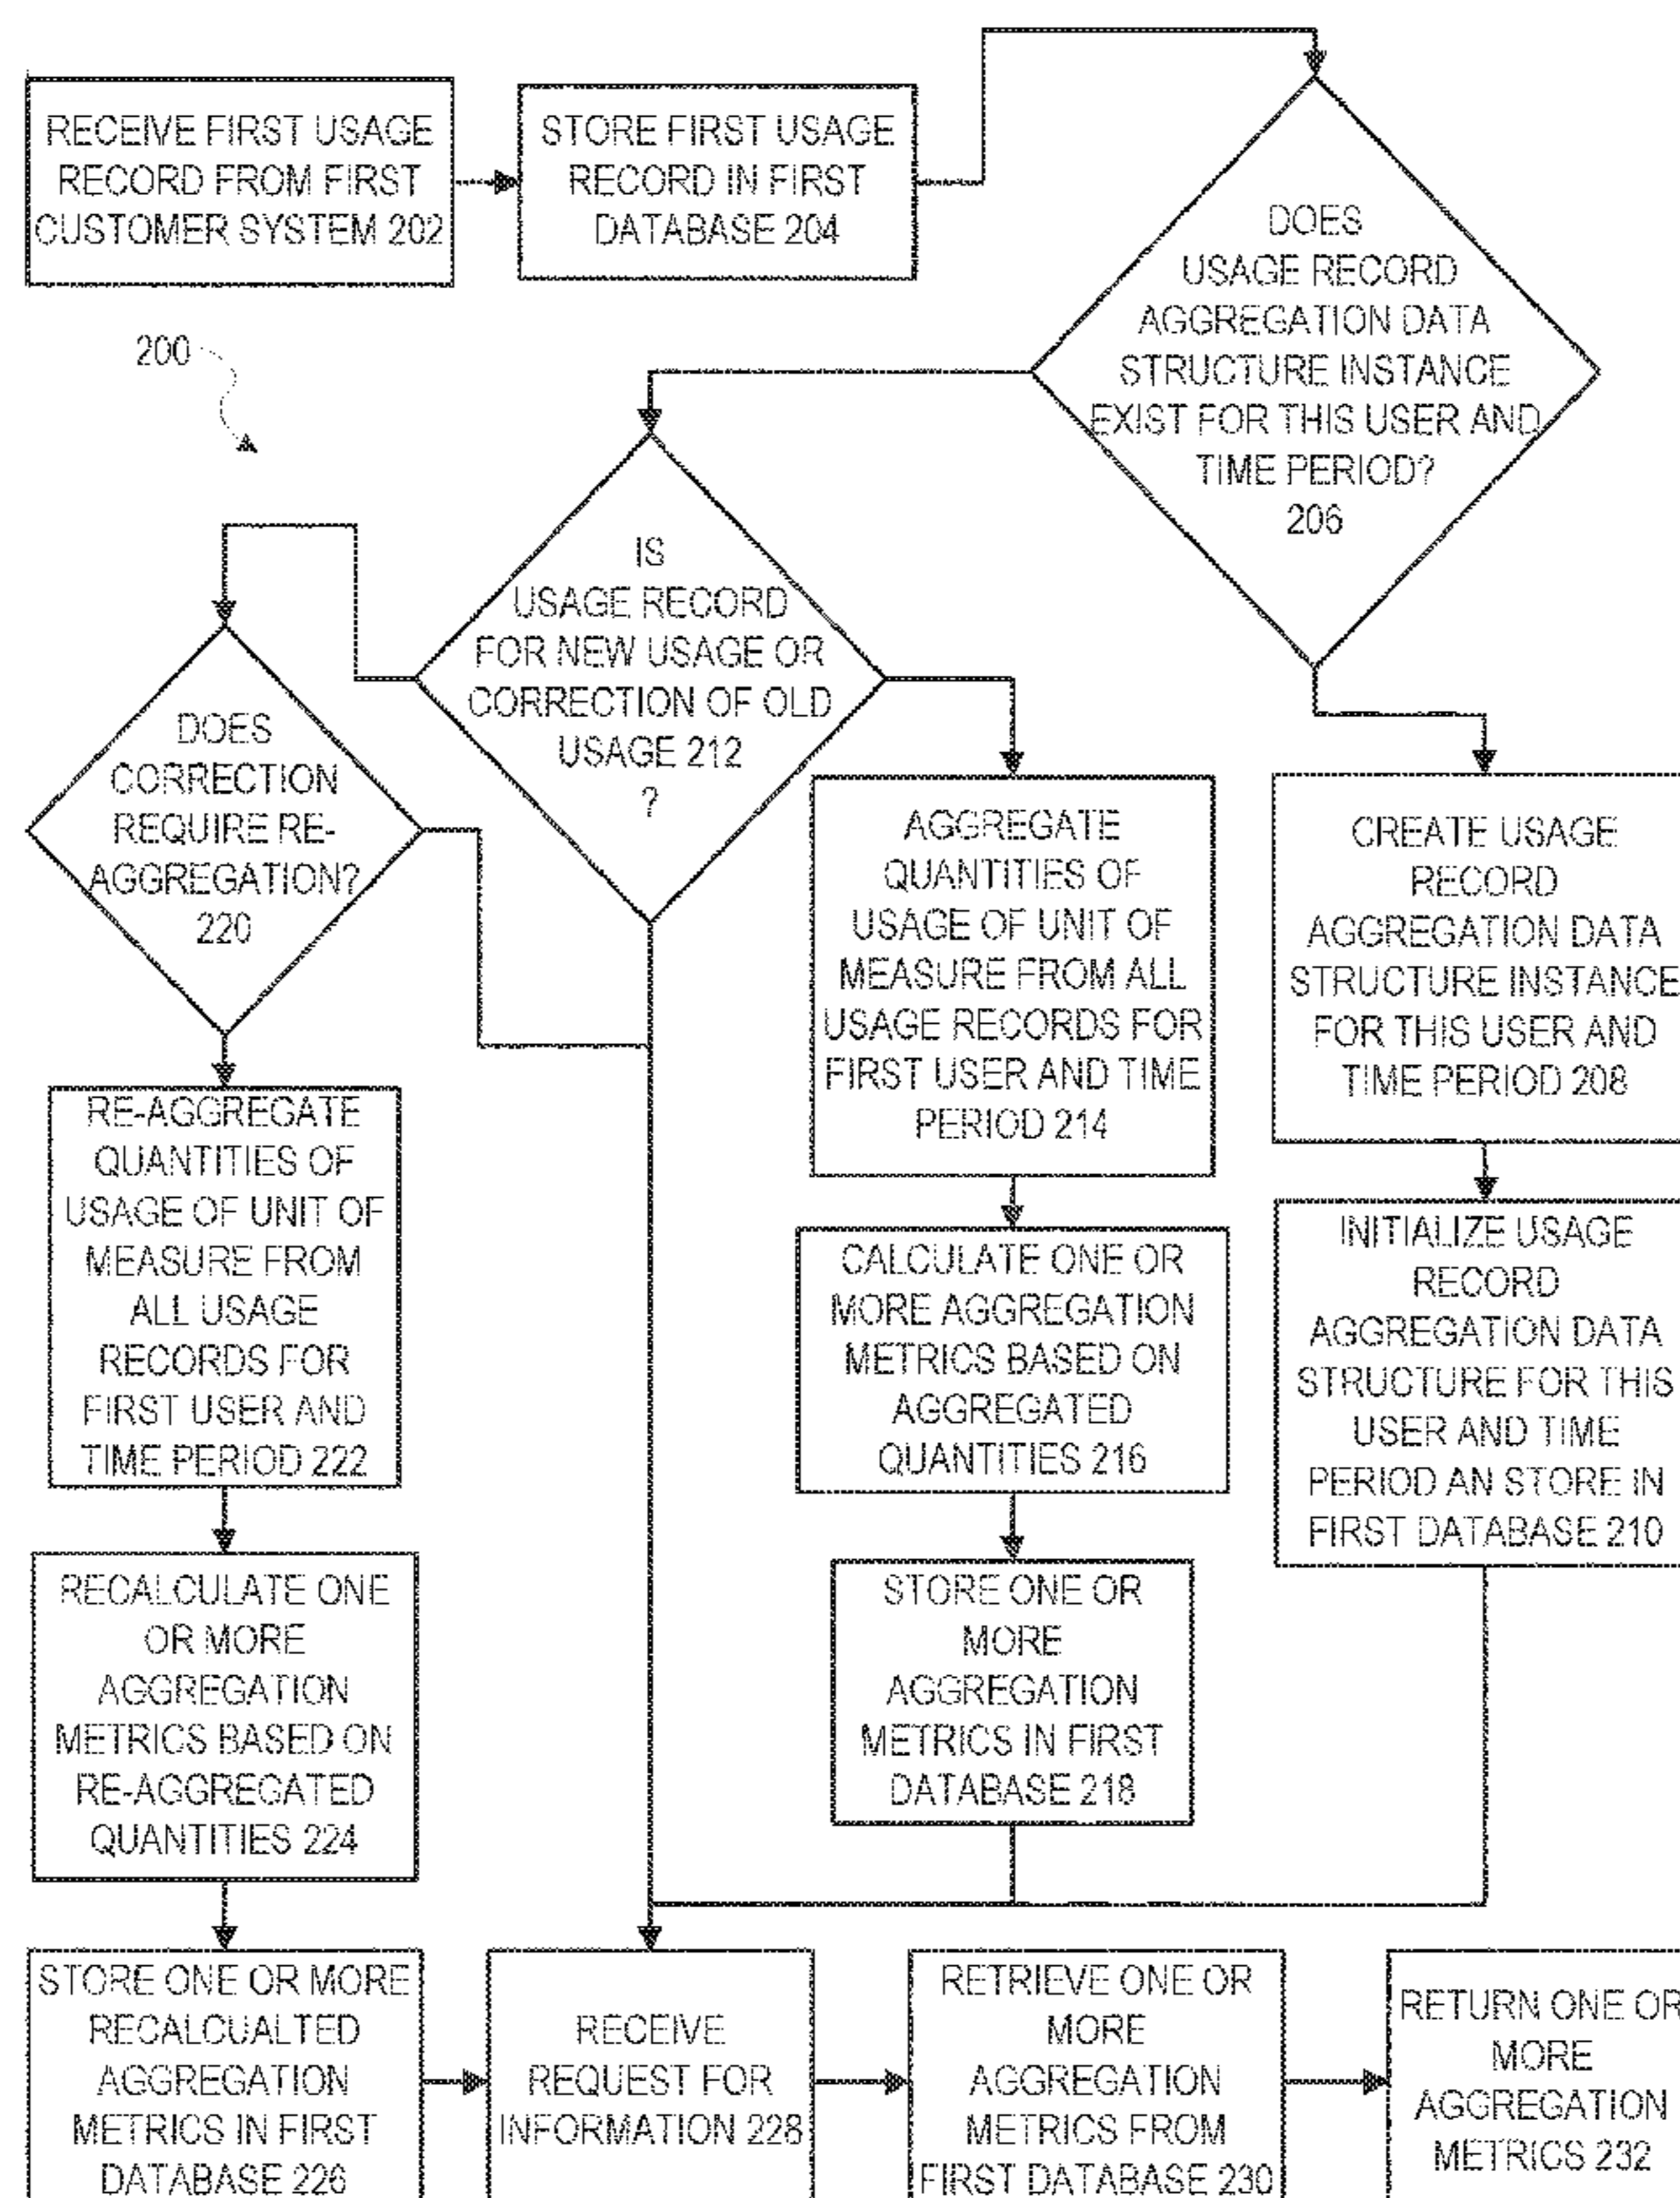 RECEIVE FIRST USAGE
RECORD FROM FIRST
CUSTOMER SYSTEM 202
STORE FIRST USAGE
RECORD IN FIRST
DATABASE 204
DOES
USAGE RECORD
AGGREGATION DATA
STRUCTURE INSTANCE
EXIST FOR THIS USER AND
TIME PERIOD?
206
200
IS
USAGE RECORD
FOR NEW USAGE OR
CORRECTION OF OLD
USAGE 212
?
DOES
CORRECTION
REQUIRE RE-
AGGREGATION?
220
AGGREGATE
QUANTITIES OF
USAGE OF UNIT OF
MEASURE FROM ALL
USAGE RECORDS FOR
FIRST USER AND TIME
PERIOD 214
CREATE USAGE
RECORD
AGGREGATION DATA
STRUCTURE INSTANCE
FOR THIS USER AND
TIME PERIOD 208
RE-AGGREGATE
QUANTITIES OF
USAGE OF UNIT OF
MEASURE FROM
ALL USAGE
RECORDS FOR
FIRST USER AND
TIME PERIOD 222
CALCULATE ONE OR
MORE AGGREGATION
METRICS BASED ON
AGGREGATED
QUANTITIES 216
INITIALIZE USAGE
RECORD
AGGREGATION DATA
STRUCTURE FOR THIS
USER AND TIME
PERIOD AN STORE IN
FIRST DATABASE 210
RECALCULATE ONE
OR MORE
AGGREGATION
METRICS BASED ON
RE-AGGREGATED
QUANTITIES 224
STORE ONE OR
MORE
AGGREGATION
METRICS IN FIRST
DATABASE 218
STORE ONE OR MORE
RECALCUALTED
AGGREGATION
METRICS IN FIRST
DATABASE 226
RECEIVE
REQUEST FOR
INFORMATION 228
RETRIEVE ONE OR
MORE
AGGREGATION
METRICS FROM
FIRST DATABASE 230
RETURN ONE OR
MORE
AGGREGATION
METRICS 232